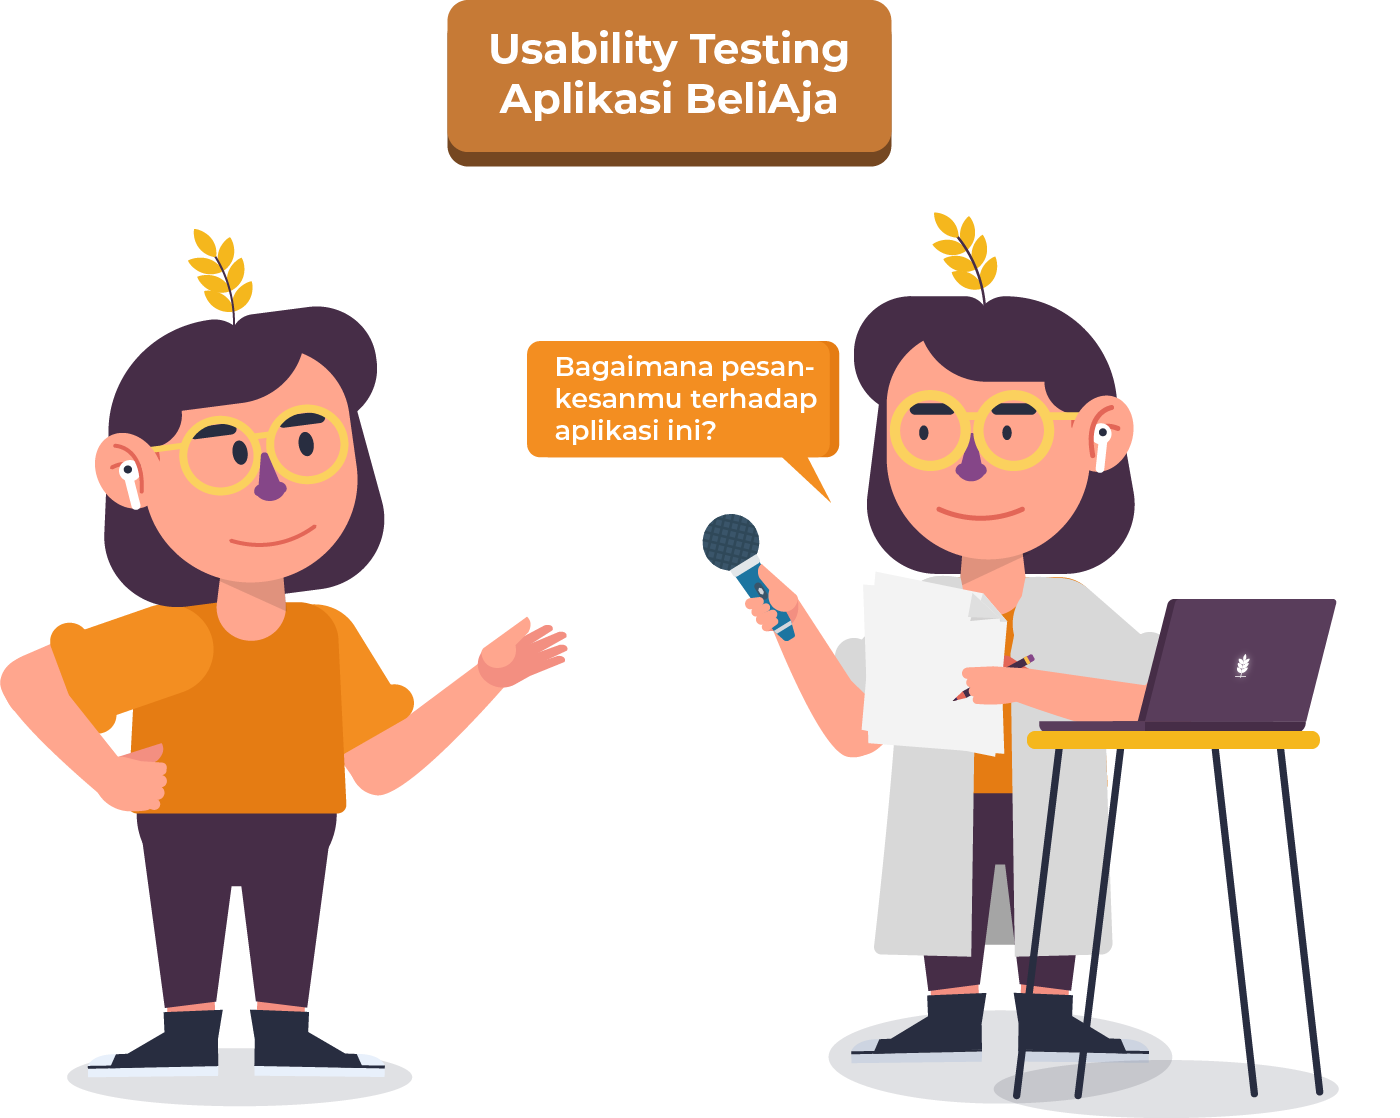 Usability Testing
Aplikasi BeliAja
Bagaimana pesan-
kesanmu terhadap
aplikasi ini?